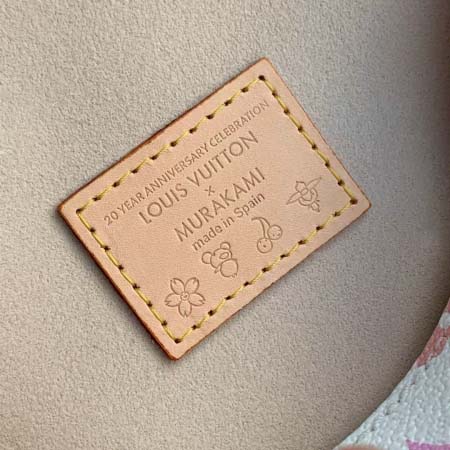 20 YEAR ANNIVERSARY CELEBRATION
LOUIS VUITTON
×
MURAKAMI
made in Spain